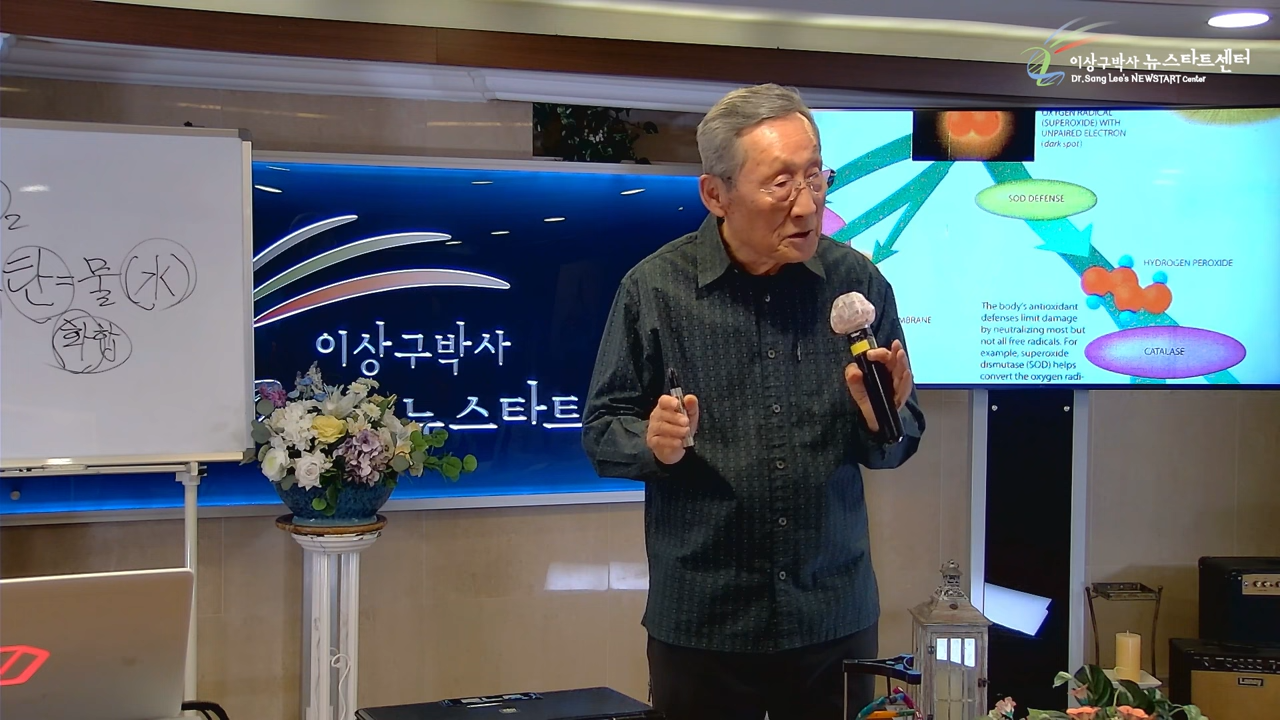 이상구박사 뉴스타트센터
Dr. Sang Lee's NEWSTART Center
탄=물(水)
화합
이상구박사
뉴스타트
OXYGEN RADICAL
(SUPEROXIDE) WITH
UNPAIRED ELECTRON
(dark spot)
SOD DEFENSE
HYDROGEN PEROXIDE
MBRANE
The body's antioxidant
defenses limit damage
by neutralizing most but
not all free radicals. For
example, superoxide
dismutase (SOD) helps
convert the oxygen radi-
CATALASE
Laney